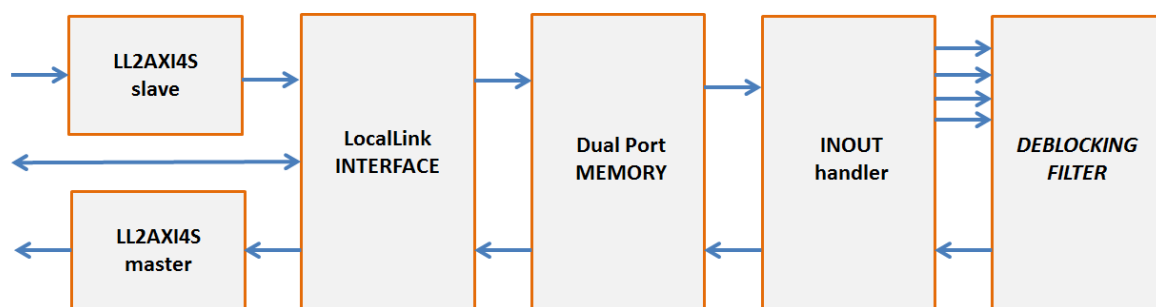 LL2AXI4S
slave
LocalLink
INTERFACE
Dual Port
MEMORY
INOUT
handler
DEBLOCKING
FILTER
LL2AXI4S
master